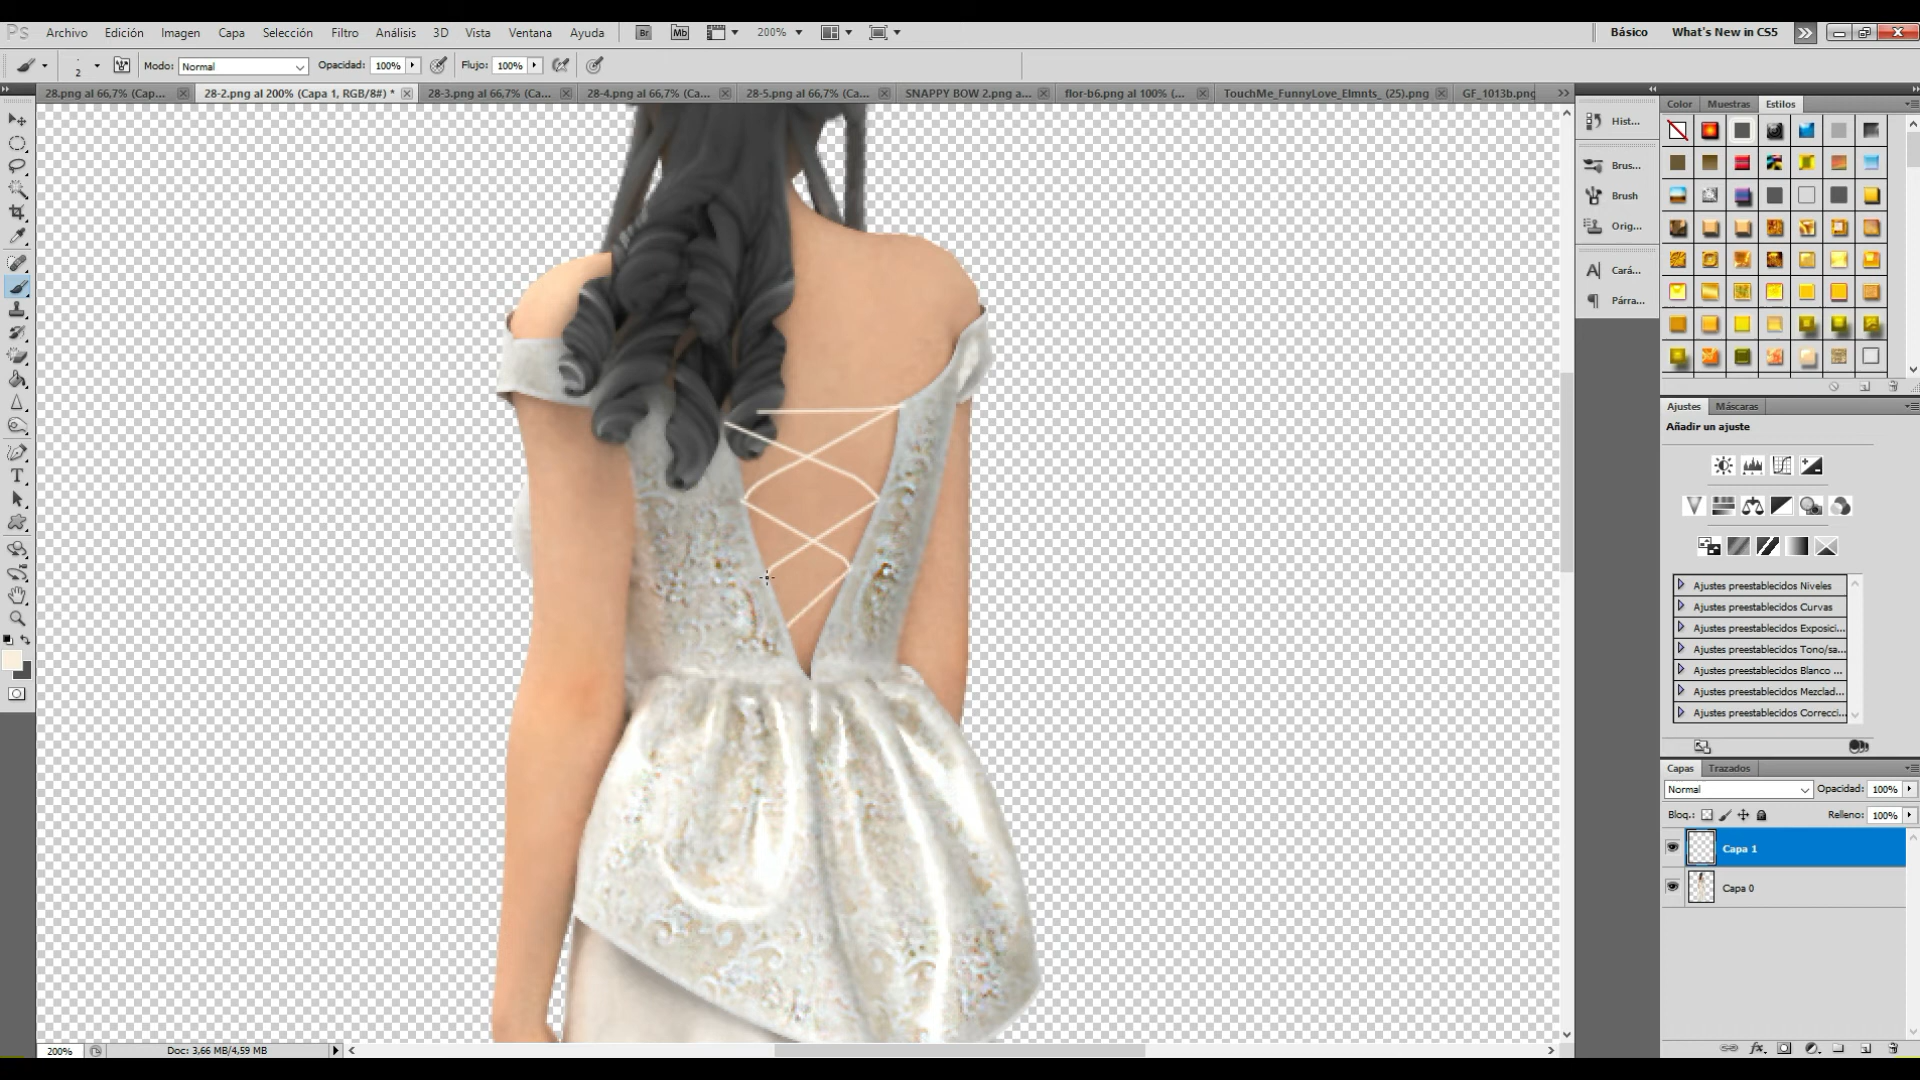 Ps Archivo Edición Imagen Capa Selección Filtro Análisis 3D Vista Ventana Ayuda Br Mb 200% Básico What's New in CS5
2 Modo: Normal Opacidad: 100% Flujo: 100%
28.png al 66,7% (Cap... 28-2.png al 200% (Capa 1, RGB/8#) * 28-3.png al 66,7% (Ca... 28-4.png al 66,7% (Ca... 28-5.png al 66,7% (Ca... SNAPPY BOW 2.png a... flor-b6.png al 100% (... TouchMe_FunnyLove_Elmnts_ (25).png GF_1013b.png
Hist...
Brus...
Brush
Orig...
Cará...
Párra...
Color Muestras Estilos
Ajustes Máscaras
Añadir un ajuste
Ajustes preestablecidos Niveles
Ajustes preestablecidos Curvas
Ajustes preestablecidos Exposici...
Ajustes preestablecidos Tono/sa...
Ajustes preestablecidos Blanco ...
Ajustes preestablecidos Mezclad...
Ajustes preestablecidos Correcci...
Capas Trazados
Normal Opacidad: 100%
Bloq.: Relleno: 100%
Capa 1
Capa 0
200% Doc: 3,66 MB/4,59 MB